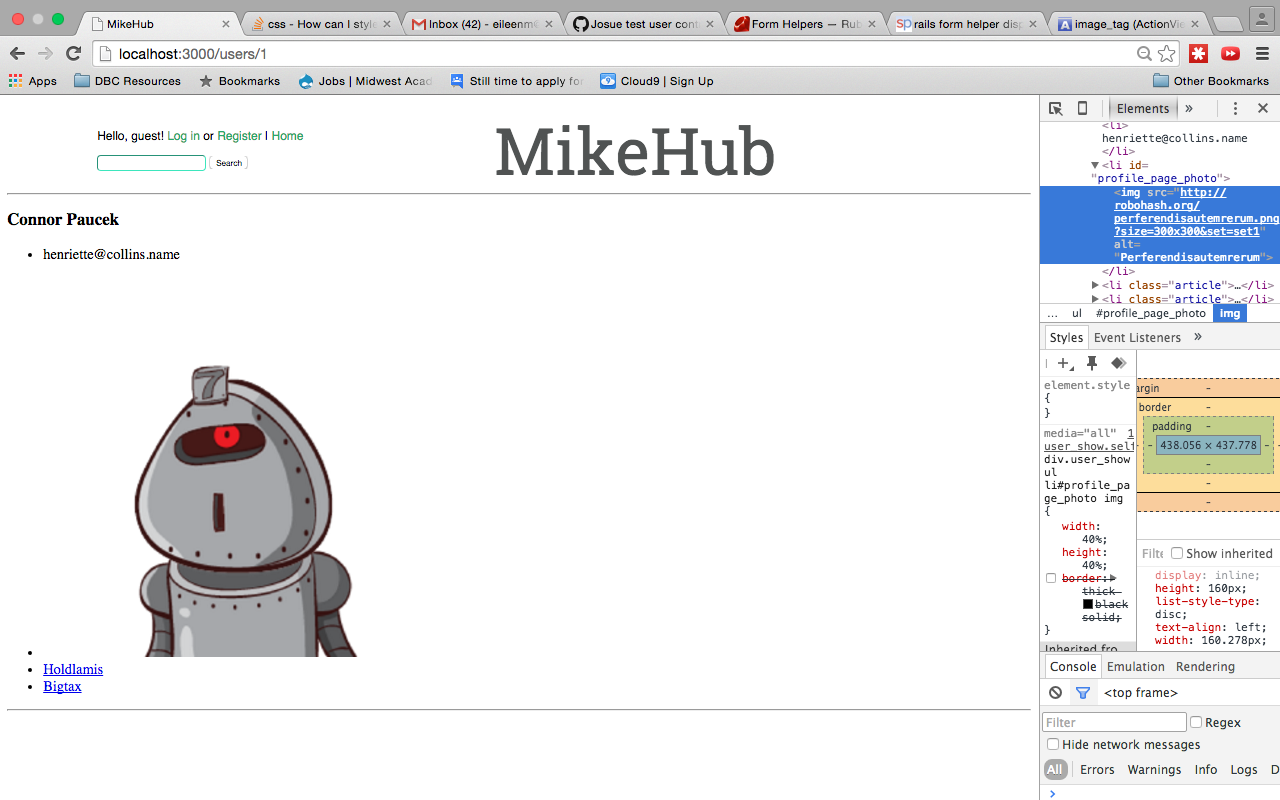 MikeHub
css - How can I style
Inbox (42) - eileenm@
Josue test user cont
Form Helpers — Rub
rails form helper disp
image_tag (ActionVie
localhost:3000/users/1
Apps DBC Resources Bookmarks Jobs | Midwest Acad Still time to apply for Cloud9 | Sign Up Other Bookmarks
Hello, guest! Log in or Register | Home
Search
MikeHub
Connor Paucek
henriette@collins.name
7
Holdlamis
Bigtax
Elements »
<li>
henriette@collins.name
</li>
▼<li id=
"profile_page_photo">
<img src="http://
robohash.org/
perferendisautemrerum.png
?size=300x300&set=set1"
alt=
"Perferendisautemrerum">
</li>
▶<li class="article">…</li>
▶<li class="article">…</li>
... ul #profile_page_photo img
Styles Event Listeners »
element.style
{
}
media="all" 1
user_show.self
div.user_show
ul
li#profile_pa
ge_photo img
{
width:
40%;
height:
40%;
border:▶
thick
black
solid;
}
Inherited fro
argin -
border -
padding -
- 438.056 × 437.778 - -
-
-
-
Filte Show inherited
display: inline;
height: 160px;
list-style-type:
disc;
text-align: left;
width: 160.278px;
Console Emulation Rendering
<top frame>
Filter Regex
Hide network messages
All Errors Warnings Info Logs D
>